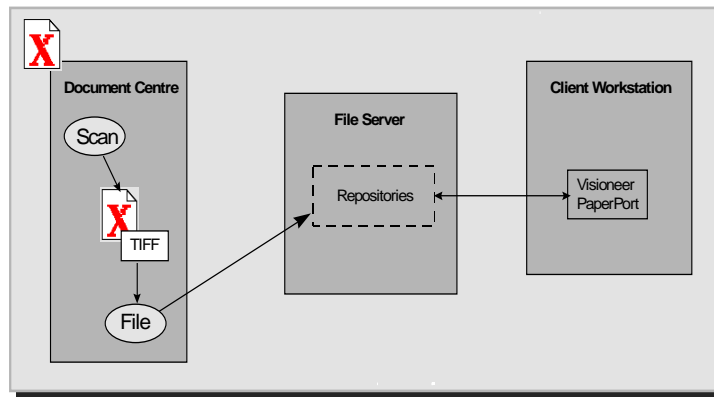 X
Document Centre
Scan
X
TIFF
File
File Server
Repositories
Client Workstation
Visioneer
PaperPort